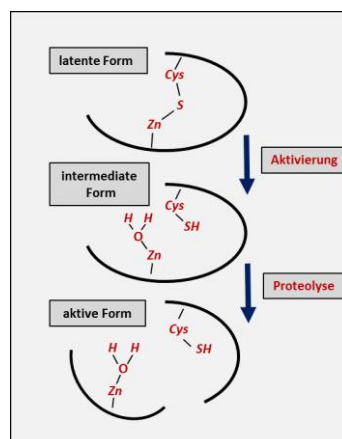 latente Form
Cys
S
Zn
Aktivierung
intermediate
Form
Cys
H H
SH
O
Zn
Proteolyse
aktive Form
Cys
H H
SH
O
Zn